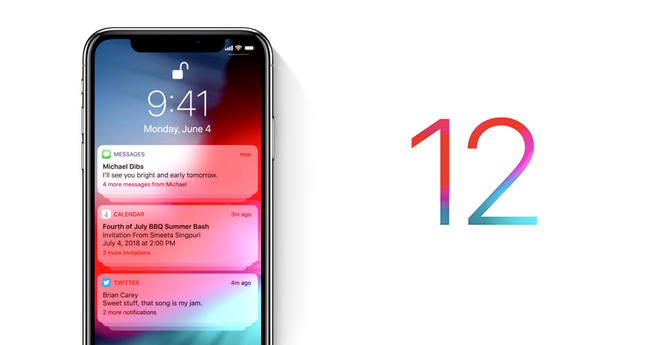 9:41
Monday, June 4
MESSAGES now
Michael Dibs
I'll see you bright and early tomorrow.
4 more messages from Michael
CALENDAR 3m ago
Fourth of July BBQ Summer Bash
Invitation From Smeeta Singpuri
July 4, 2018 at 2:00 PM
2 more invitations
TWITTER 4m ago
Brian Carey
Sweet stuff, that song is my jam.
2 more notifications
12